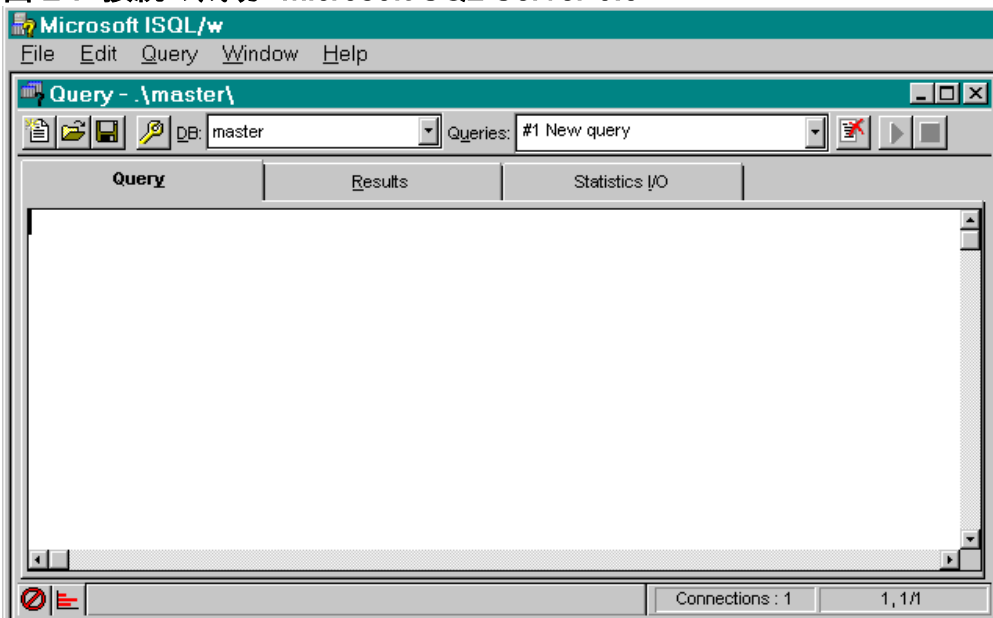 Microsoft ISQL/w
File Edit Query Window Help
Query - .\master\
DB: master Queries: #1 New query
Query Results Statistics I/O
Connections : 1 1, 1/1